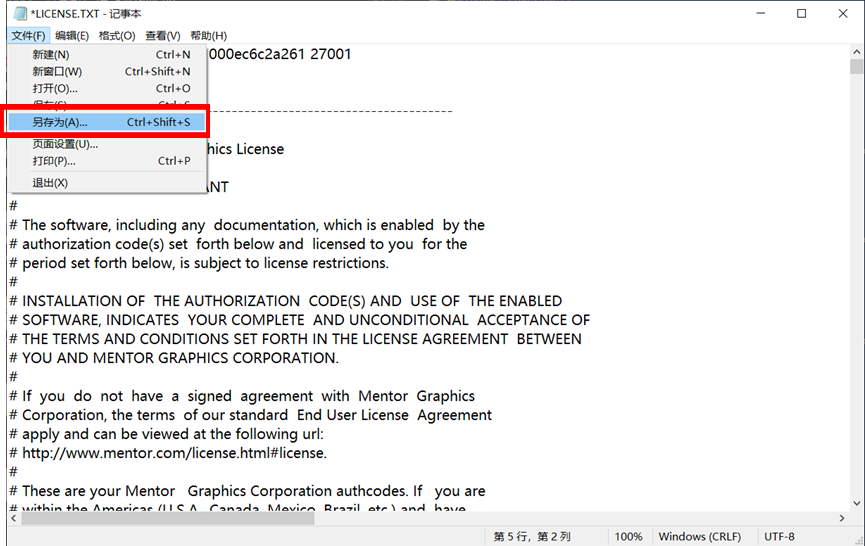 *LICENSE.TXT - 记事本
文件(F) 编辑(E) 格式(O) 查看(V) 帮助(H)
新建(N) Ctrl+N
000ec6c2a261 27001
新窗口(W) Ctrl+Shift+N
打开(O)... Ctrl+O
保存(S) Ctrl+S
--------------------------------------------------
另存为(A)... Ctrl+Shift+S
页面设置(U)...
hics License
打印(P)... Ctrl+P
退出(X)
ANT
#
# The software, including any  documentation, which is enabled  by the
# authorization code(s) set  forth below and  licensed to you  for the
# period set forth below, is subject to license restrictions.
#
# INSTALLATION OF  THE AUTHORIZATION  CODE(S) AND  USE OF  THE ENABLED
# SOFTWARE, INDICATES  YOUR COMPLETE  AND UNCONDITIONAL  ACCEPTANCE OF
# THE TERMS AND CONDITIONS SET FORTH IN THE LICENSE AGREEMENT  BETWEEN
# YOU AND MENTOR GRAPHICS CORPORATION.
#
# If  you  do  not  have  a  signed  agreement  with  Mentor  Graphics
# Corporation, the terms  of our standard  End User License  Agreement
# apply and can be viewed at the following url:
# http://www.mentor.com/license.html#license.
#
# These are your Mentor   Graphics Corporation authcodes. If   you are
# within the Americas (U.S.A., Canada, Mexico, Brazil, etc.) and  have
第 5 行，第 2 列 100% Windows (CRLF) UTF-8